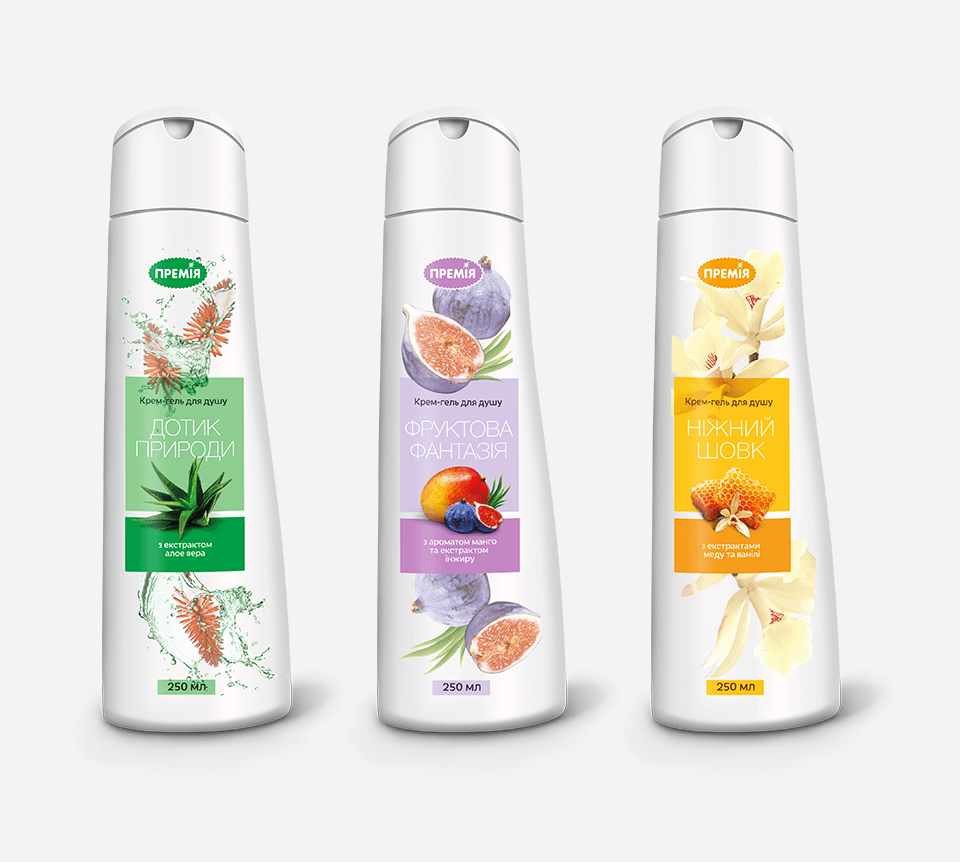 ПРЕМІЯ
Крем-гель для душу
ДОТИК
ПРИРОДИ
з екстрактом
алое вера
250 мл
ПРЕМІЯ
Крем-гель для душу
ФРУКТОВА
ФАНТАЗІЯ
з ароматом манго
та екстрактом
інжиру
250 мл
ПРЕМІЯ
Крем-гель для душу
НІЖНИЙ
ШОВК
з екстрактами
меду та ванілі
250 мл